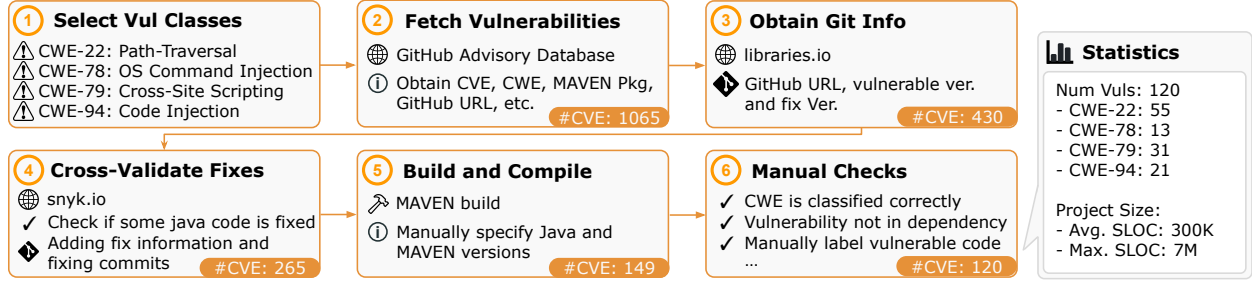 1 Select Vul Classes
CWE-22: Path-Traversal
CWE-78: OS Command Injection
CWE-79: Cross-Site Scripting
CWE-94: Code Injection
2 Fetch Vulnerabilities
GitHub Advisory Database
Obtain CVE, CWE, MAVEN Pkg,
GitHub URL, etc.
#CVE: 1065
3 Obtain Git Info
libraries.io
GitHub URL, vulnerable ver.
and fix Ver.
#CVE: 430
4 Cross-Validate Fixes
snyk.io
✓ Check if some java code is fixed
Adding fix information and
fixing commits
#CVE: 265
5 Build and Compile
MAVEN build
Manually specify Java and
MAVEN versions
#CVE: 149
6 Manual Checks
✓ CWE is classified correctly
✓ Vulnerability not in dependency
✓ Manually label vulnerable code
...
#CVE: 120
Statistics
Num Vuls: 120
- CWE-22: 55
- CWE-78: 13
- CWE-79: 31
- CWE-94: 21
Project Size:
- Avg. SLOC: 300K
- Max. SLOC: 7M